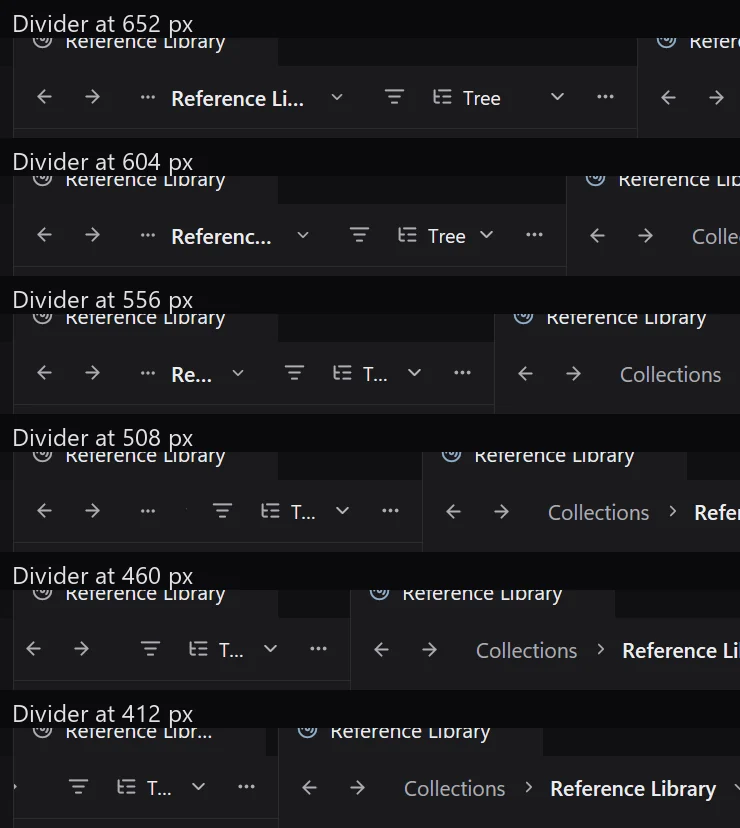 Divider at 652 px
Reference Library
Reference Li... Tree
Divider at 604 px
Reference Library Reference Lib
Referenc... Tree Colle
Divider at 556 px
Reference Library Reference Library
Re... T... Collections
Divider at 508 px
Reference Library Reference Library
T... Collections Refer
Divider at 460 px
Reference Library Reference Library
T... Collections Reference Li
Divider at 412 px
Reference Libr... Reference Library
T... Collections Reference Library